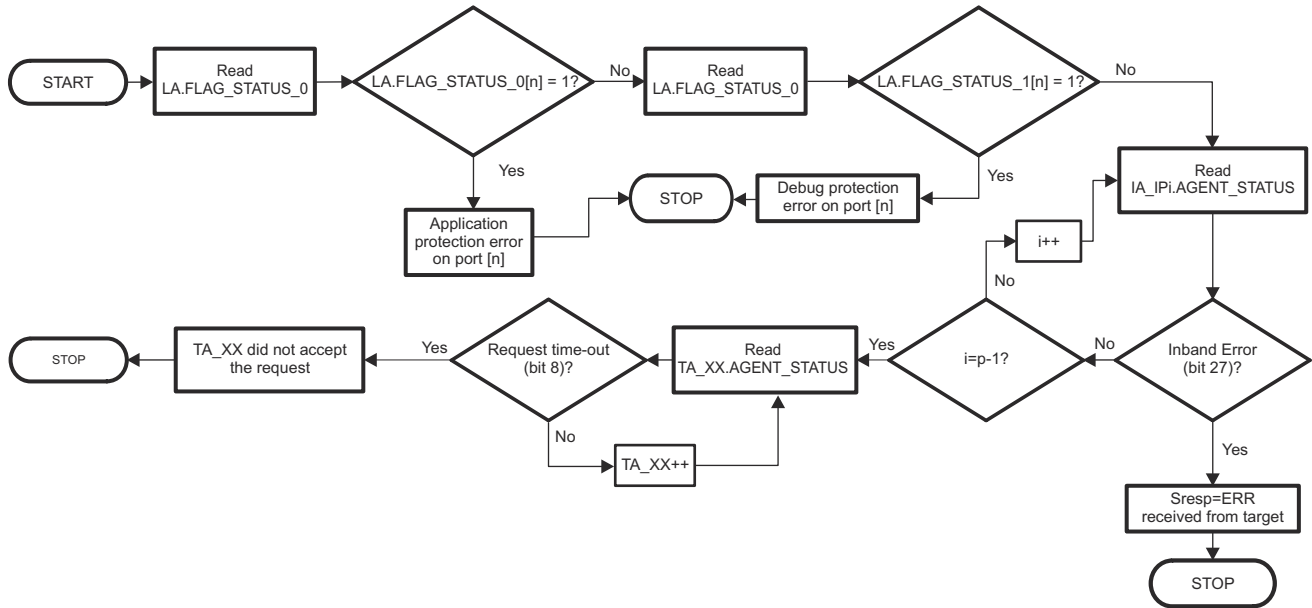 START
Read
LA.FLAG_STATUS_0
LA.FLAG_STATUS_0[n] = 1?
No
Read
LA.FLAG_STATUS_0
LA.FLAG_STATUS_1[n] = 1?
No
Yes
Yes
Application
protection error
on port [n]
STOP
Debug protection
error on port [n]
Read
IA_IPi.AGENT_STATUS
i++
No
STOP
TA_XX did not accept
the request
Yes
Request time-out
(bit 8)?
Read
TA_XX.AGENT_STATUS
Yes
i=p-1?
No
Inband Error
(bit 27)?
No
TA_XX++
Yes
Sresp=ERR
received from target
STOP